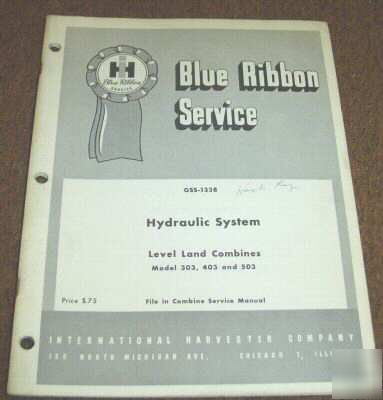 IH
Blue Ribbon
SERVICE
Blue Ribbon
Service
GSS-1338
Hydraulic System
Level Land Combines
Model 303, 403 and 503
Price $.75
File in Combine Service Manual
INTERNATIONAL HARVESTER COMPANY
180 NORTH MICHIGAN AVE. CHICAGO 1,